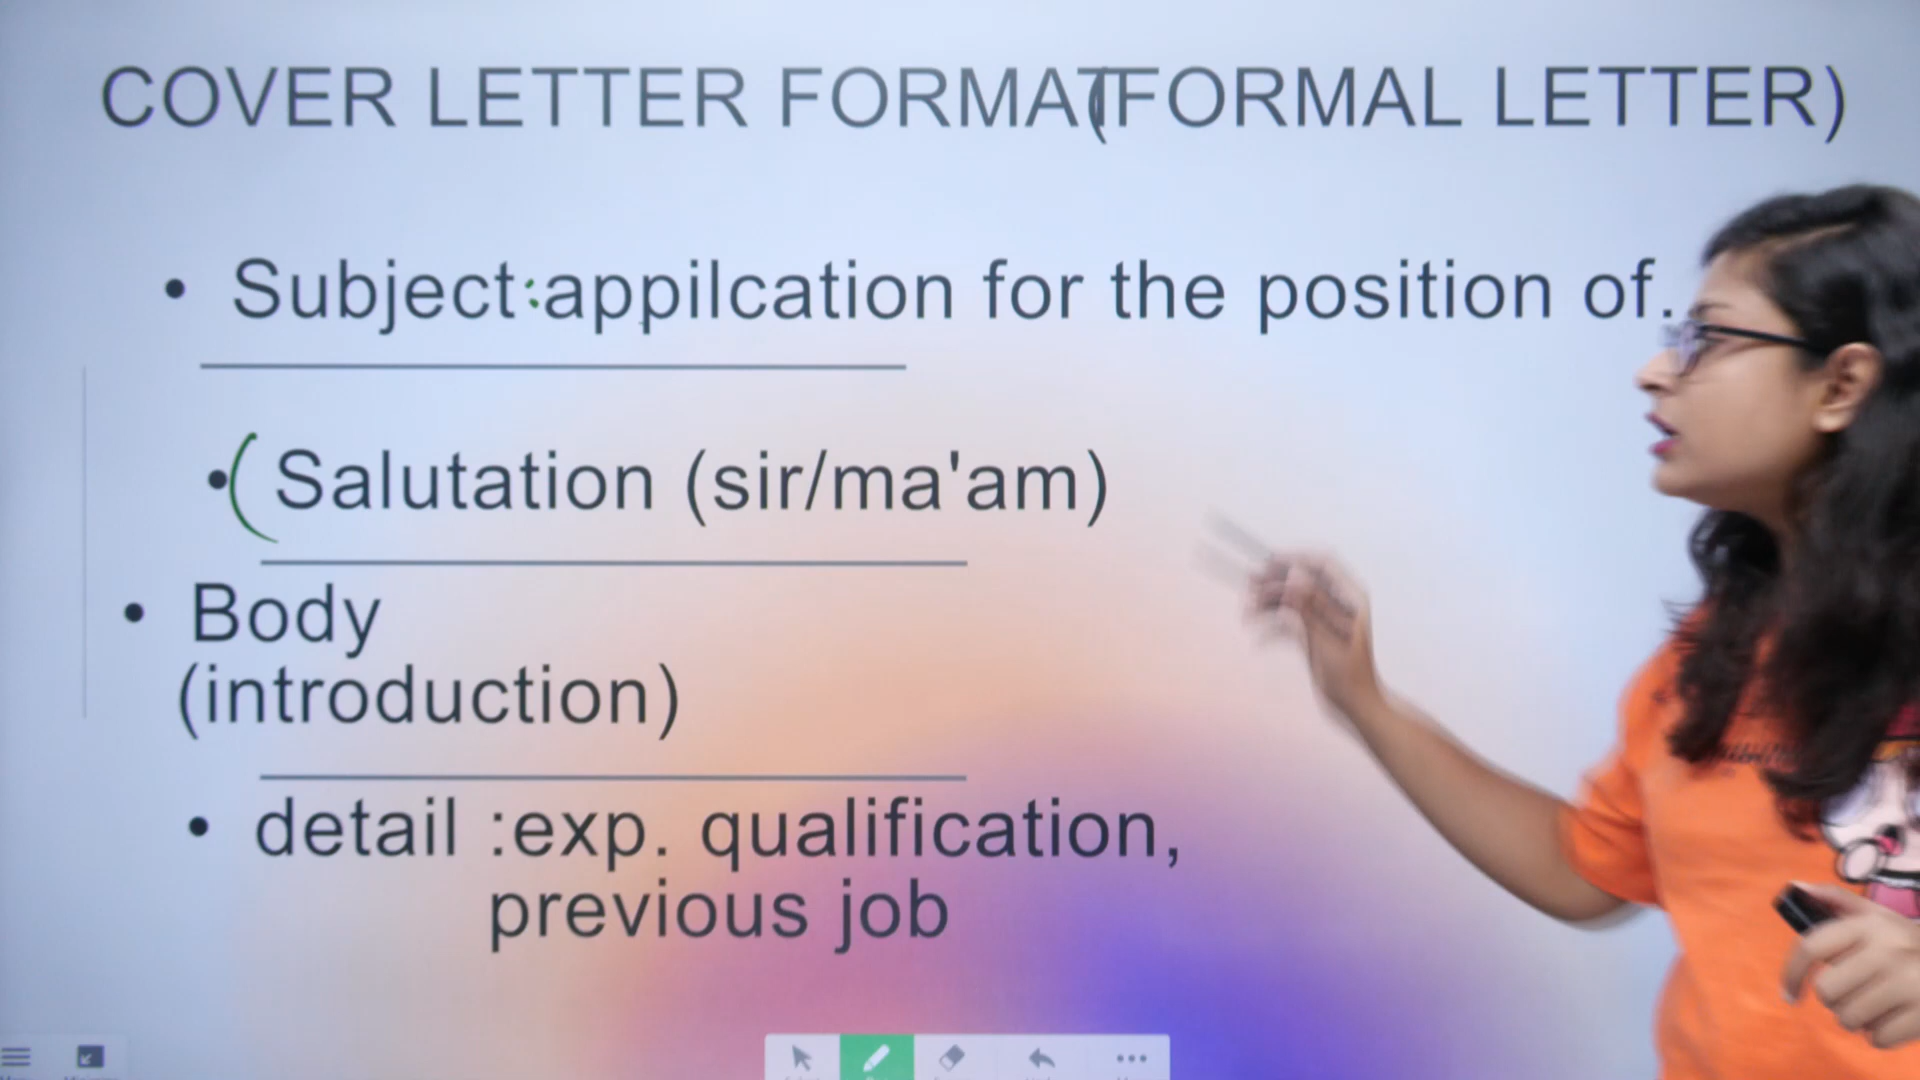 COVER LETTER FORMAT(FORMAL LETTER)
• Subject:appilcation for the position of.
• Salutation (sir/ma'am)
• Body
(introduction)
• detail :exp. qualification,
previous job